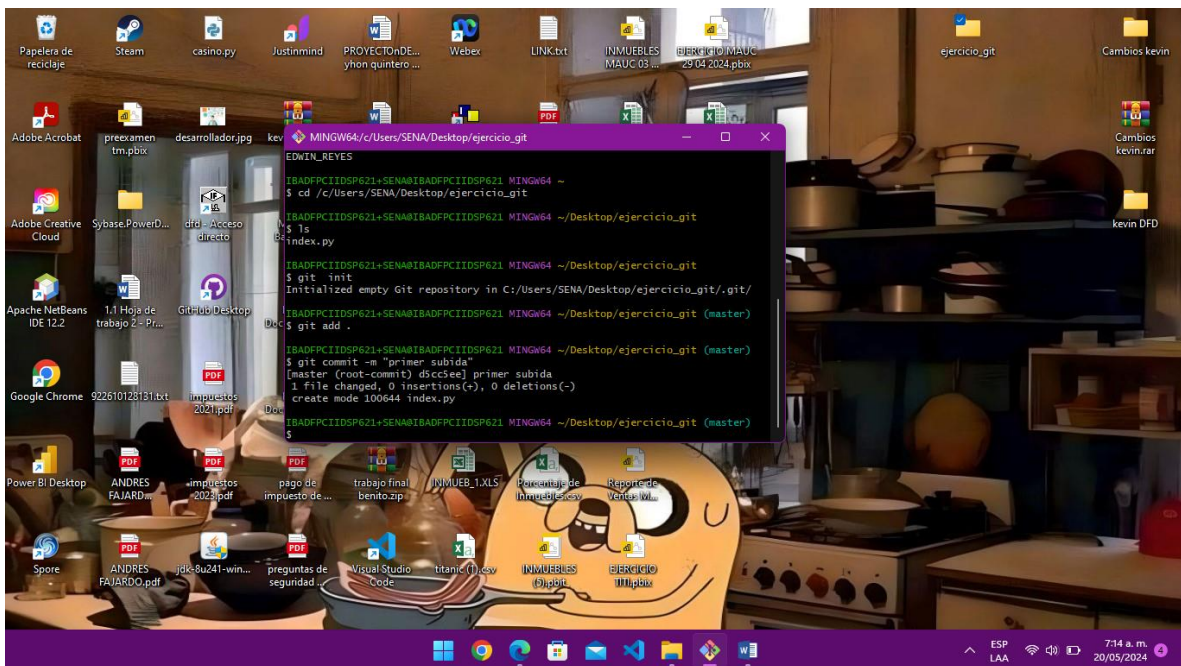 Papelera de
reciclaje
Steam
casino.py
Justinmind
PROYECTOnDE...
yhon quintero ...
Webex
LINK.txt
INMUEBLES
MAUC 03 ...
EJERCICIO MAUC
29 04 2024.pbix
ejercicio_git
Cambios kevin
Adobe Acrobat
preexamen
tm.pbix
desarrollador.jpg
kev
Cambios
kevin.rar
MINGW64:/c/Users/SENA/Desktop/ejercicio_git
EDWIN_REYES
IBADFPCIIDSP621+SENA@IBADFPCIIDSP621 MINGW64 ~
$ cd /c/Users/SENA/Desktop/ejercicio_git
IBADFPCIIDSP621+SENA@IBADFPCIIDSP621 MINGW64 ~/Desktop/ejercicio_git
$ ls
index.py
IBADFPCIIDSP621+SENA@IBADFPCIIDSP621 MINGW64 ~/Desktop/ejercicio_git
$ git  init
Initialized empty Git repository in C:/Users/SENA/Desktop/ejercicio_git/.git/
IBADFPCIIDSP621+SENA@IBADFPCIIDSP621 MINGW64 ~/Desktop/ejercicio_git (master)
$ git add .
IBADFPCIIDSP621+SENA@IBADFPCIIDSP621 MINGW64 ~/Desktop/ejercicio_git (master)
$ git commit -m "primer subida"
[master (root-commit) d5cc5ee] primer subida
1 file changed, 0 insertions(+), 0 deletions(-)
create mode 100644 index.py
IBADFPCIIDSP621+SENA@IBADFPCIIDSP621 MINGW64 ~/Desktop/ejercicio_git (master)
$
Adobe Creative
Cloud
Sybase.PowerD...
dfd - Acceso
directo
kevin DFD
Apache NetBeans
IDE 12.2
1.1 Hoja de
trabajo 2 - Pr...
GitHub Desktop
Doc
Google Chrome
922610128131.txt
impuestos
2021.pdf
Doc
Power BI Desktop
ANDRES
FAJARD...
impuestos
2023.pdf
pago de
impuesto de ...
trabajo final
benito.zip
INMUEB_1.XLS
Porcentaje de
Inmuebles.csv
Reporte de
Ventas M...
Spore
ANDRES
FAJARDO.pdf
jdk-8u241-win...
preguntas de
seguridad ...
Visual Studio
Code
titanic (1).csv
INMUEBLES
(6).pbit
EJERCICIO
ESP
LAA
7:14 a. m.
20/05/2024
4